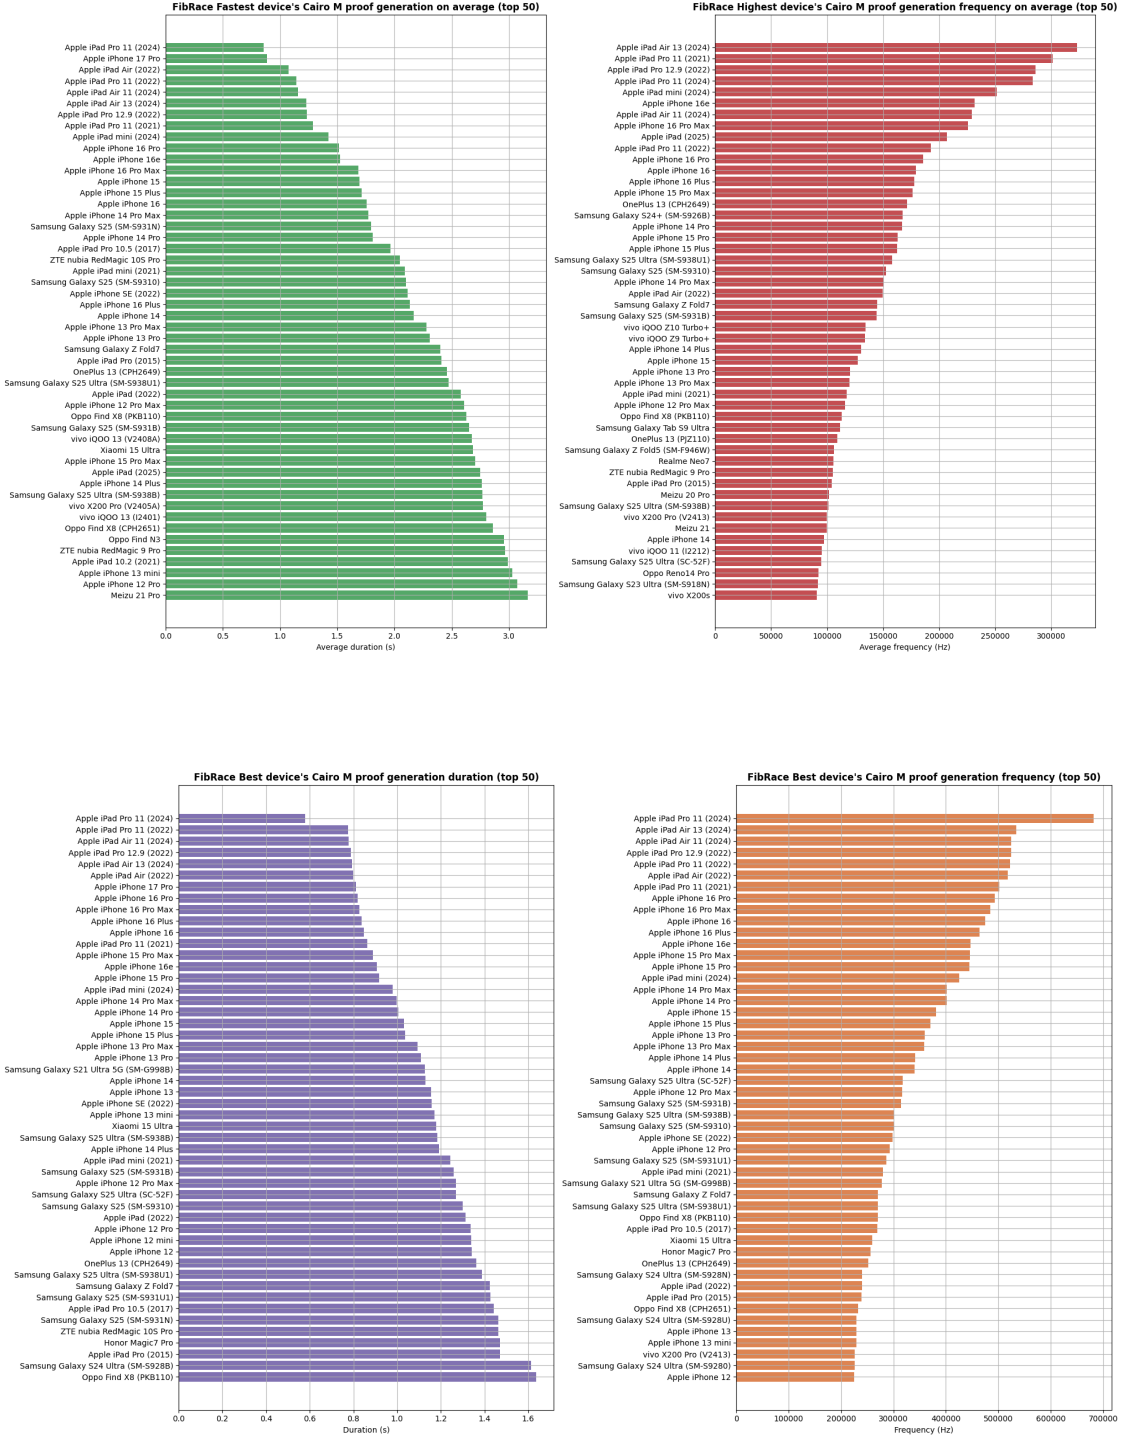 FibRace Fastest device's Cairo M proof generation on average (top 50)
Apple iPad Pro 11 (2024)
Apple iPhone 17 Pro
Apple iPad Air (2022)
Apple iPad Pro 11 (2022)
Apple iPad Air 11 (2024)
Apple iPad Air 13 (2024)
Apple iPad Pro 12.9 (2022)
Apple iPad Pro 11 (2021)
Apple iPad mini (2024)
Apple iPhone 16 Pro
Apple iPhone 16e
Apple iPhone 16 Pro Max
Apple iPhone 15
Apple iPhone 15 Plus
Apple iPhone 16
Apple iPhone 14 Pro Max
Samsung Galaxy S25 (SM-S931N)
Apple iPhone 14 Pro
Apple iPad Pro 10.5 (2017)
ZTE nubia RedMagic 10S Pro
Apple iPad mini (2021)
Samsung Galaxy S25 (SM-S9310)
Apple iPhone SE (2022)
Apple iPhone 16 Plus
Apple iPhone 14
Apple iPhone 13 Pro Max
Apple iPhone 13 Pro
Samsung Galaxy Z Fold7
Apple iPad Pro (2015)
OnePlus 13 (CPH2649)
Samsung Galaxy S25 Ultra (SM-S938U1)
Apple iPad (2022)
Apple iPhone 12 Pro Max
Oppo Find X8 (PKB110)
Samsung Galaxy S25 (SM-S931B)
vivo iQOO 13 (V2408A)
Xiaomi 15 Ultra
Apple iPhone 15 Pro Max
Apple iPad (2025)
Apple iPhone 14 Plus
Samsung Galaxy S25 Ultra (SM-S938B)
vivo X200 Pro (V2405A)
vivo iQOO 13 (I2401)
Oppo Find X8 (CPH2651)
Oppo Find N3
ZTE nubia RedMagic 9 Pro
Apple iPad 10.2 (2021)
Apple iPhone 13 mini
Apple iPhone 12 Pro
Meizu 21 Pro
0.0 0.5 1.0 1.5 2.0 2.5 3.0
Average duration (s)
FibRace Highest device's Cairo M proof generation frequency on average (top 50)
Apple iPad Air 13 (2024)
Apple iPad Pro 11 (2021)
Apple iPad Pro 12.9 (2022)
Apple iPad Pro 11 (2024)
Apple iPad mini (2024)
Apple iPhone 16e
Apple iPad Air 11 (2024)
Apple iPhone 16 Pro Max
Apple iPad (2025)
Apple iPad Pro 11 (2022)
Apple iPhone 16 Pro
Apple iPhone 16
Apple iPhone 16 Plus
Apple iPhone 15 Pro Max
OnePlus 13 (CPH2649)
Samsung Galaxy S24+ (SM-S926B)
Apple iPhone 14 Pro
Apple iPhone 15 Pro
Apple iPhone 15 Plus
Samsung Galaxy S25 Ultra (SM-S938U1)
Samsung Galaxy S25 (SM-S9310)
Apple iPhone 14 Pro Max
Apple iPad Air (2022)
Samsung Galaxy Z Fold7
Samsung Galaxy S25 (SM-S931B)
vivo iQOO Z10 Turbo+
vivo iQOO Z9 Turbo+
Apple iPhone 14 Plus
Apple iPhone 15
Apple iPhone 13 Pro
Apple iPhone 13 Pro Max
Apple iPad mini (2021)
Apple iPhone 12 Pro Max
Oppo Find X8 (PKB110)
Samsung Galaxy Tab S9 Ultra
OnePlus 13 (PJZ110)
Samsung Galaxy Z Fold5 (SM-F946W)
Realme Neo7
ZTE nubia RedMagic 9 Pro
Apple iPad Pro (2015)
Meizu 20 Pro
Samsung Galaxy S25 Ultra (SM-S938B)
vivo X200 Pro (V2413)
Meizu 21
Apple iPhone 14
vivo iQOO 11 (I2212)
Samsung Galaxy S25 Ultra (SC-52F)
Oppo Reno14 Pro
Samsung Galaxy S23 Ultra (SM-S918N)
vivo X200s
0 50000 100000 150000 200000 250000 300000
Average frequency (Hz)
FibRace Best device's Cairo M proof generation duration (top 50)
Apple iPad Pro 11 (2024)
Apple iPad Pro 11 (2022)
Apple iPad Air 11 (2024)
Apple iPad Pro 12.9 (2022)
Apple iPad Air 13 (2024)
Apple iPad Air (2022)
Apple iPhone 17 Pro
Apple iPhone 16 Pro
Apple iPhone 16 Pro Max
Apple iPhone 16 Plus
Apple iPhone 16
Apple iPad Pro 11 (2021)
Apple iPhone 15 Pro Max
Apple iPhone 16e
Apple iPhone 15 Pro
Apple iPad mini (2024)
Apple iPhone 14 Pro Max
Apple iPhone 14 Pro
Apple iPhone 15
Apple iPhone 15 Plus
Apple iPhone 13 Pro Max
Apple iPhone 13 Pro
Samsung Galaxy S21 Ultra 5G (SM-G998B)
Apple iPhone 14
Apple iPhone 13
Apple iPhone SE (2022)
Apple iPhone 13 mini
Xiaomi 15 Ultra
Samsung Galaxy S25 Ultra (SM-S938B)
Apple iPhone 14 Plus
Apple iPad mini (2021)
Samsung Galaxy S25 (SM-S931B)
Apple iPhone 12 Pro Max
Samsung Galaxy S25 Ultra (SC-52F)
Samsung Galaxy S25 (SM-S9310)
Apple iPad (2022)
Apple iPhone 12 Pro
Apple iPhone 12 mini
Apple iPhone 12
OnePlus 13 (CPH2649)
Samsung Galaxy S25 Ultra (SM-S938U1)
Samsung Galaxy Z Fold7
Samsung Galaxy S25 (SM-S931U1)
Apple iPad Pro 10.5 (2017)
Samsung Galaxy S25 (SM-S931N)
ZTE nubia RedMagic 10S Pro
Honor Magic7 Pro
Apple iPad Pro (2015)
Samsung Galaxy S24 Ultra (SM-S928B)
Oppo Find X8 (PKB110)
0.0 0.2 0.4 0.6 0.8 1.0 1.2 1.4 1.6
Duration (s)
FibRace Best device's Cairo M proof generation frequency (top 50)
Apple iPad Pro 11 (2024)
Apple iPad Air 13 (2024)
Apple iPad Air 11 (2024)
Apple iPad Pro 12.9 (2022)
Apple iPad Pro 11 (2022)
Apple iPad Air (2022)
Apple iPad Pro 11 (2021)
Apple iPhone 16 Pro
Apple iPhone 16 Pro Max
Apple iPhone 16
Apple iPhone 16 Plus
Apple iPhone 16e
Apple iPhone 15 Pro Max
Apple iPhone 15 Pro
Apple iPad mini (2024)
Apple iPhone 14 Pro Max
Apple iPhone 14 Pro
Apple iPhone 15
Apple iPhone 15 Plus
Apple iPhone 13 Pro
Apple iPhone 13 Pro Max
Apple iPhone 14 Plus
Apple iPhone 14
Samsung Galaxy S25 Ultra (SC-52F)
Apple iPhone 12 Pro Max
Samsung Galaxy S25 (SM-S931B)
Samsung Galaxy S25 Ultra (SM-S938B)
Samsung Galaxy S25 (SM-S9310)
Apple iPhone SE (2022)
Apple iPhone 12 Pro
Samsung Galaxy S25 (SM-S931U1)
Apple iPad mini (2021)
Samsung Galaxy S21 Ultra 5G (SM-G998B)
Samsung Galaxy Z Fold7
Samsung Galaxy S25 Ultra (SM-S938U1)
Oppo Find X8 (PKB110)
Apple iPad Pro 10.5 (2017)
Xiaomi 15 Ultra
Honor Magic7 Pro
OnePlus 13 (CPH2649)
Samsung Galaxy S24 Ultra (SM-S928N)
Apple iPad (2022)
Apple iPad Pro (2015)
Oppo Find X8 (CPH2651)
Samsung Galaxy S24 Ultra (SM-S928U)
Apple iPhone 13
Apple iPhone 13 mini
vivo X200 Pro (V2413)
Samsung Galaxy S24 Ultra (SM-S9280)
Apple iPhone 12
0 100000 200000 300000 400000 500000 600000 700000
Frequency (Hz)